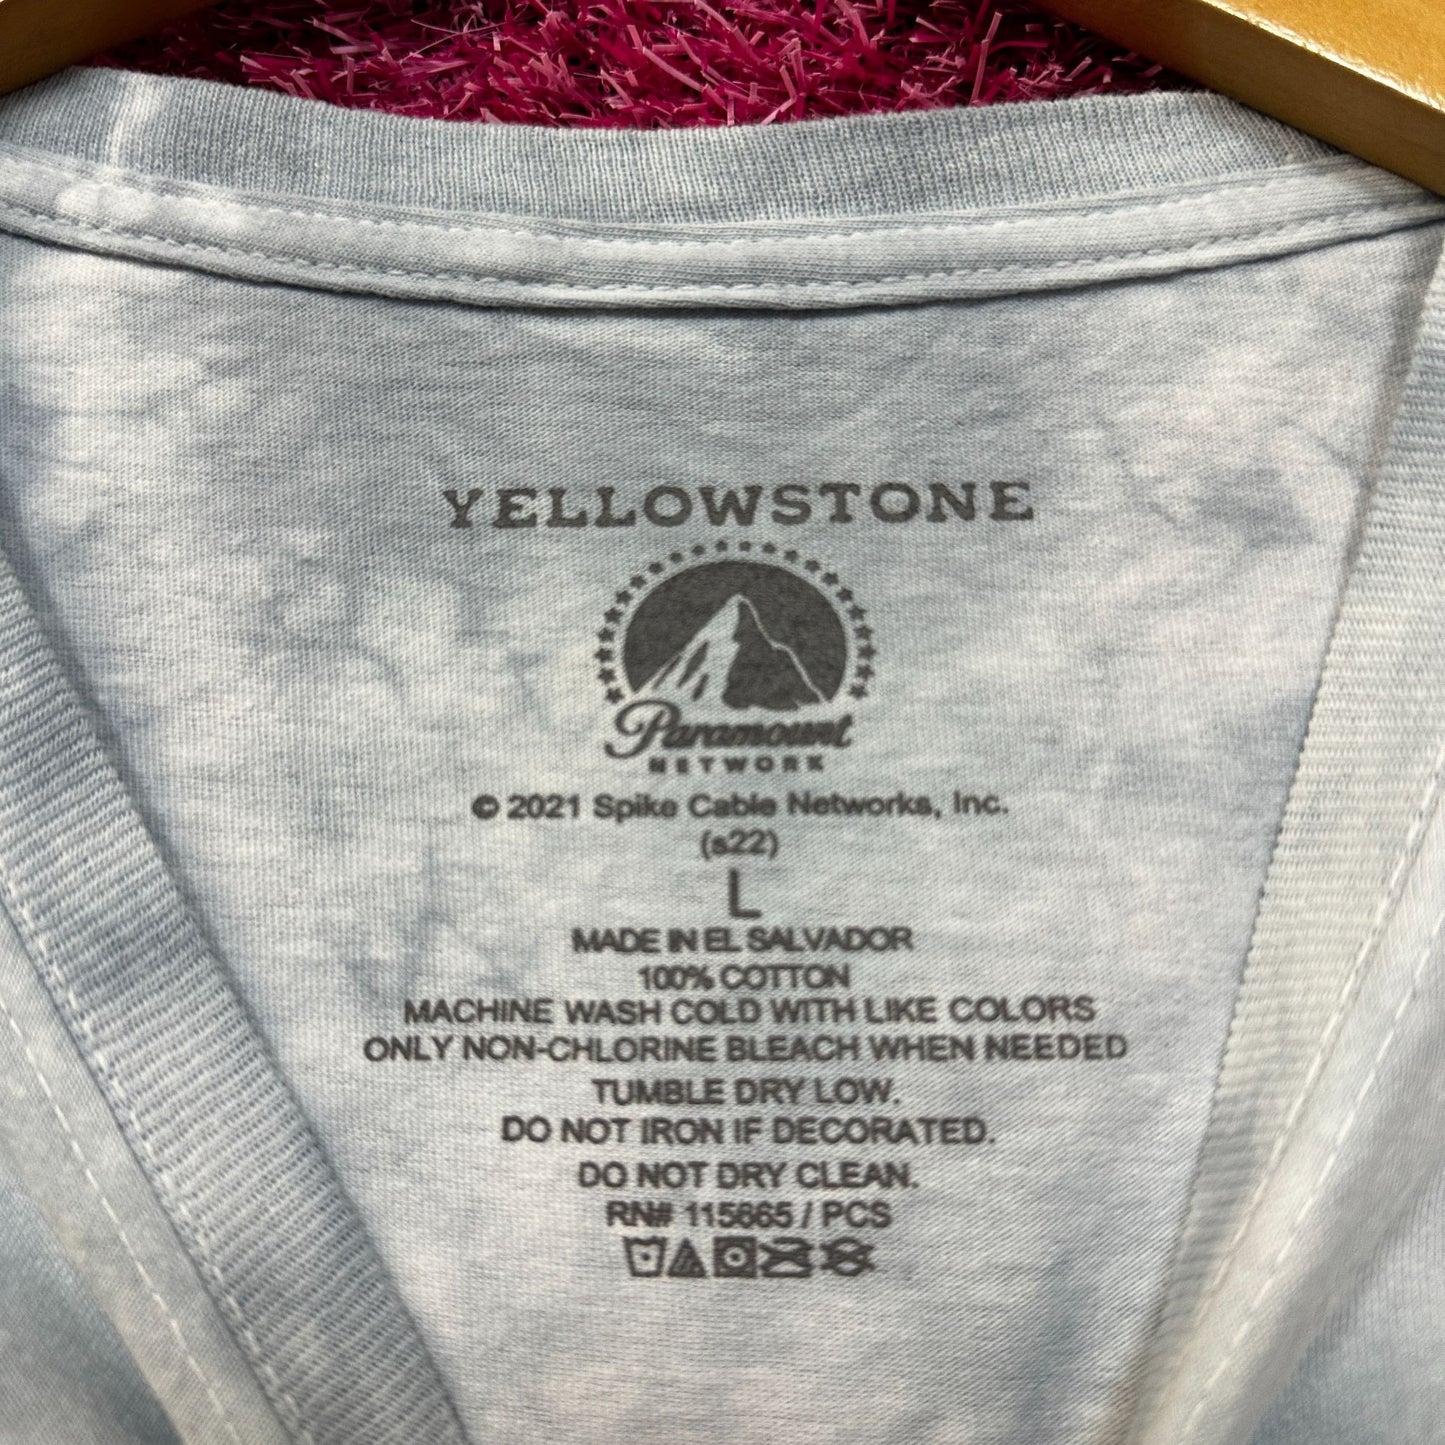 YELLOWSTONE
Paramount
NETWORK
© 2021 Spike Cable Networks, Inc.
(s22)
L
MADE IN EL SALVADOR
100% COTTON
MACHINE WASH COLD WITH LIKE COLORS
ONLY NON-CHLORINE BLEACH WHEN NEEDED
TUMBLE DRY LOW.
DO NOT IRON IF DECORATED.
DO NOT DRY CLEAN.
RN# 115665 / PCS